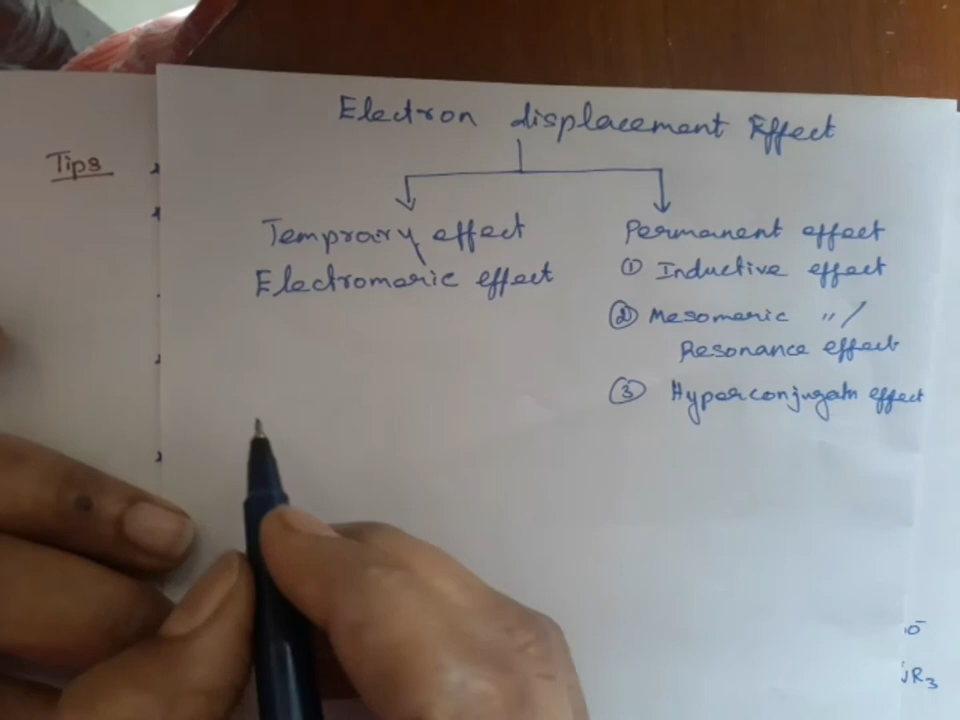 Tips
Electron displacement Effect
Temprary effect
Electromeric effect
Permanent effect
① Inductive effect
② Mesomeric "/
Resonance effect
③ Hyperconjugatn effect
R3